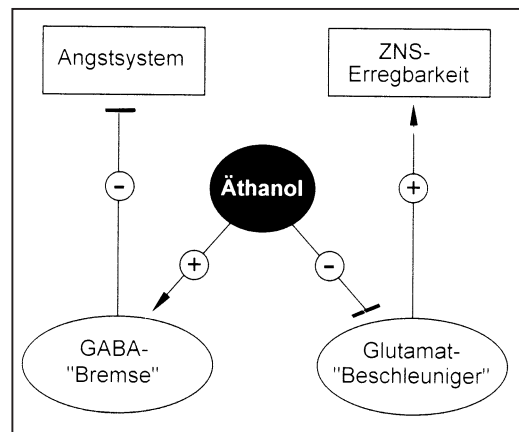 Angstsystem
ZNS-
Erregbarkeit
-
Äthanol
+
+
-
GABA-
"Bremse"
Glutamat-
"Beschleuniger"